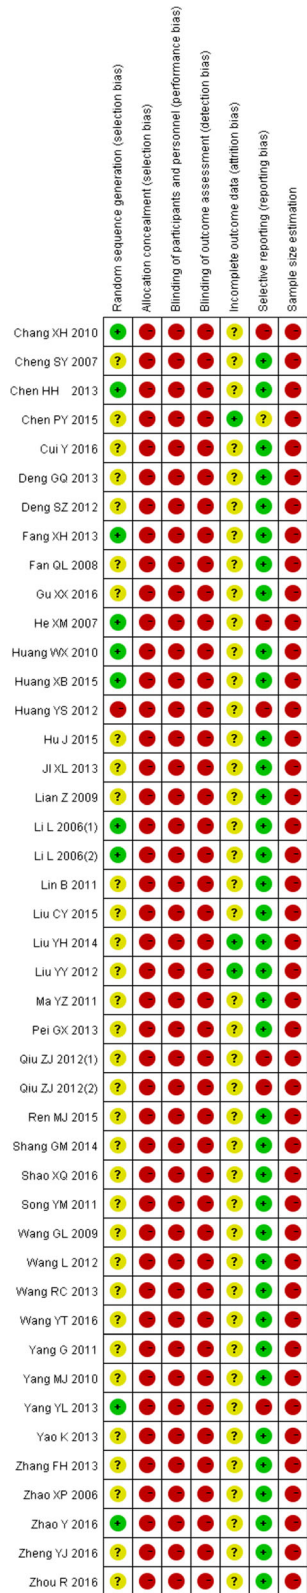 Random sequence generation (selection bias)
Allocation concealment (selection bias)
Blinding of participants and personnel (performance bias)
Blinding of outcome assessment (detection bias)
Incomplete outcome data (attrition bias)
Selective reporting (reporting bias)
Sample size estimation
Chang XH 2010 + - - - ? - -
Cheng SY 2007 ? - - - ? + -
Chen HH 2013 + - - - ? + -
Chen PY 2015 ? - - - + ? -
Cui Y 2016 ? - - - ? + -
Deng GQ 2013 ? - - - ? + -
Deng SZ 2012 ? - - - ? + -
Fang XH 2013 + - - - ? + -
Fan QL 2008 ? - - - ? + -
Gu XX 2016 ? - - - ? + -
He XM 2007 + - - - ? - -
Huang WX 2010 + - - - ? + -
Huang XB 2015 + - - - ? + -
Huang YS 2012 - - - - ? - -
Hu J 2015 ? - - - ? + -
JI XL 2013 ? - - - ? + -
Lian Z 2009 ? - - - ? + -
Li L 2006(1) + - - - ? + -
Li L 2006(2) + - - - ? + -
Lin B 2011 ? - - - ? + -
Liu CY 2015 ? - - - ? + -
Liu YH 2014 ? - - - + + -
Liu YY 2012 ? - - - + + -
Ma YZ 2011 ? - - - ? + -
Pei GX 2013 ? - - - ? + -
Qiu ZJ 2012(1) ? - - - ? - -
Qiu ZJ 2012(2) ? - - - ? - -
Ren MJ 2015 ? - - - ? + -
Shang GM 2014 ? - - - ? + -
Shao XQ 2016 ? - - - ? + -
Song YM 2011 ? - - - ? + -
Wang GL 2009 ? - - - ? + -
Wang L 2012 ? - - - ? + -
Wang RC 2013 ? - - - ? + -
Wang YT 2016 ? - - - ? + -
Yang G 2011 ? - - - ? + -
Yang MJ 2010 ? - - - ? + -
Yang YL 2013 + - - - ? - -
Yao K 2013 ? - - - ? + -
Zhang FH 2013 ? - - - ? + -
Zhao XP 2006 ? - - - ? + -
Zhao Y 2016 + - - - ? + -
Zheng YJ 2016 ? - - - ? + -
Zhou R 2016 ? - - - ? + -